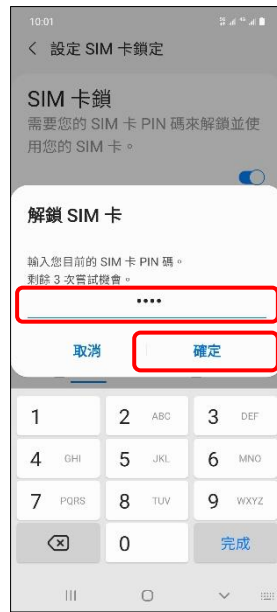 10:01
設定 SIM 卡鎖定
SIM 卡鎖
需要您的 SIM 卡 PIN 碼來解鎖並使
用您的 SIM 卡。
解鎖 SIM 卡
輸入您目前的 SIM 卡 PIN 碼。
剩餘 3 次嘗試機會。
••••
取消 確定
1 2 ABC 3 DEF
4 GHI 5 JKL 6 MNO
7 PQRS 8 TUV 9 WXYZ
0 完成